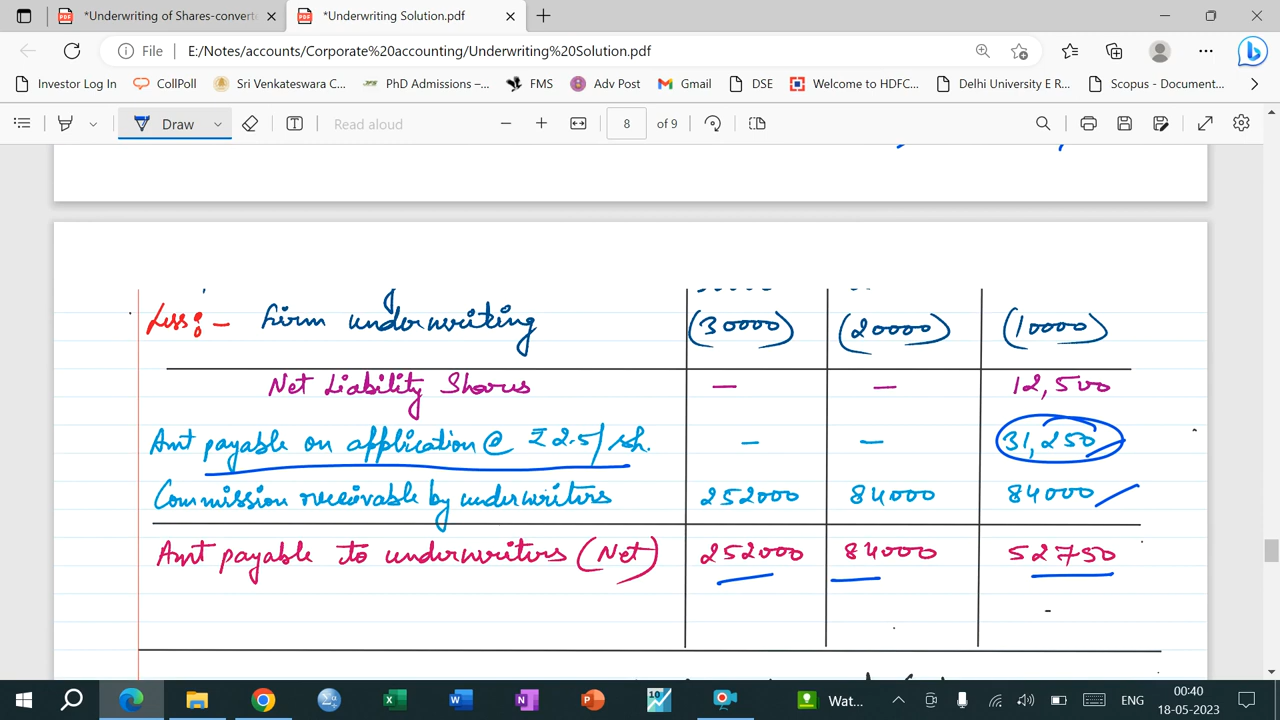 *Underwriting of Shares-convert
*Underwriting Solution.pdf
File E:/Notes/accounts/Corporate%20accounting/Underwriting%20Solution.pdf
Investor Log In CollPoll Sri Venkateswara C... PhD Admissions –... FMS Adv Post Gmail DSE Welcome to HDFC... Delhi University E R... Scopus - Document...
Draw Read aloud 8 of 9
Less:- Firm underwriting (30000) (20000) (10000)
Net Liability Shares — — 12,500
Amt payable on application @ ₹2.5/sh. — — 31,250
Commission receivable by underwriters 252000 84000 84000
Amt payable to underwriters (Net) 252000 84000 52750
Wat... ENG 00:40
18-05-2023